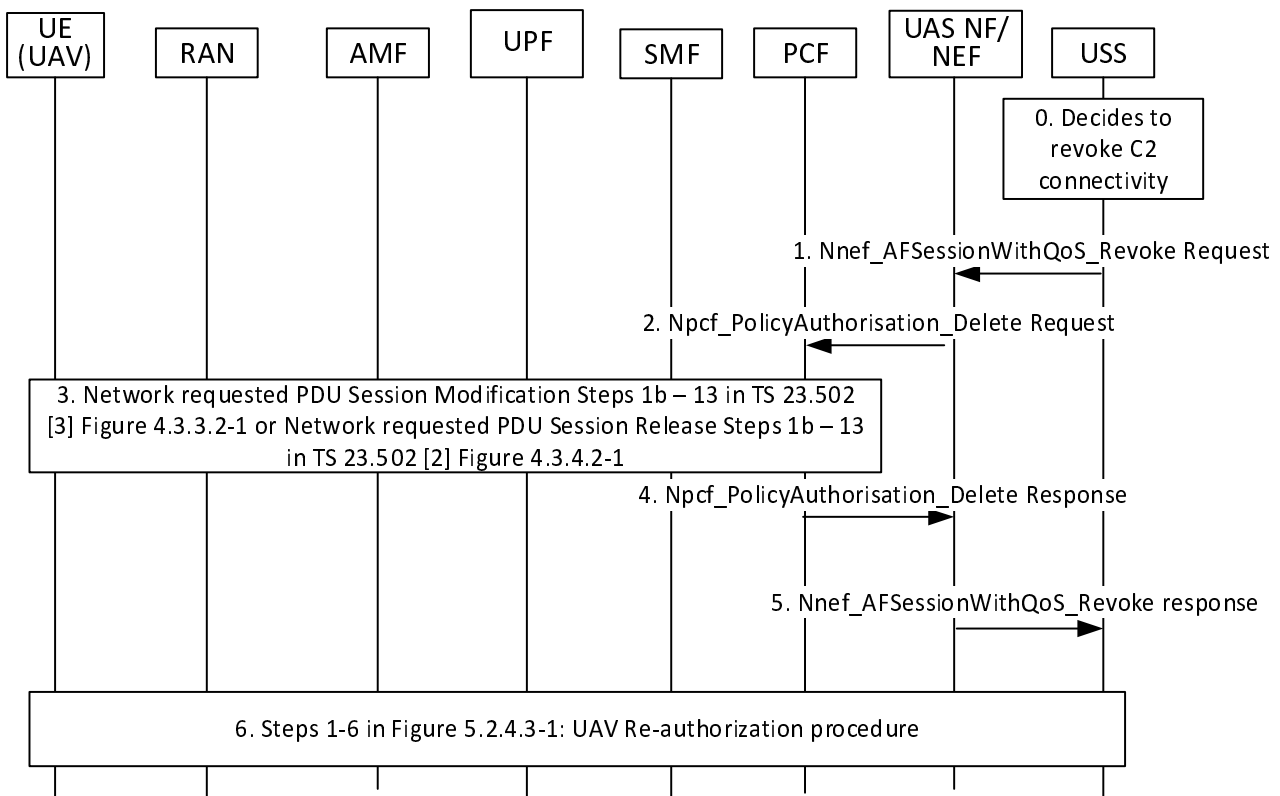 UE
(UAV)
RAN
AMF
UPF
SMF
PCF
UAS NF/
NEF
USS
0. Decides to
revoke C2
connectivity
1. Nnef_AFSessionWithQoS_Revoke Request
2. Npcf_PolicyAuthorisation_Delete Request
3. Network requested PDU Session Modification Steps 1b – 13 in TS 23.502
[3] Figure 4.3.3.2-1 or Network requested PDU Session Release Steps 1b – 13
in TS 23.502 [2] Figure 4.3.4.2-1
4. Npcf_PolicyAuthorisation_Delete Response
5. Nnef_AFSessionWithQoS_Revoke response
6. Steps 1-6 in Figure 5.2.4.3-1: UAV Re-authorization procedure